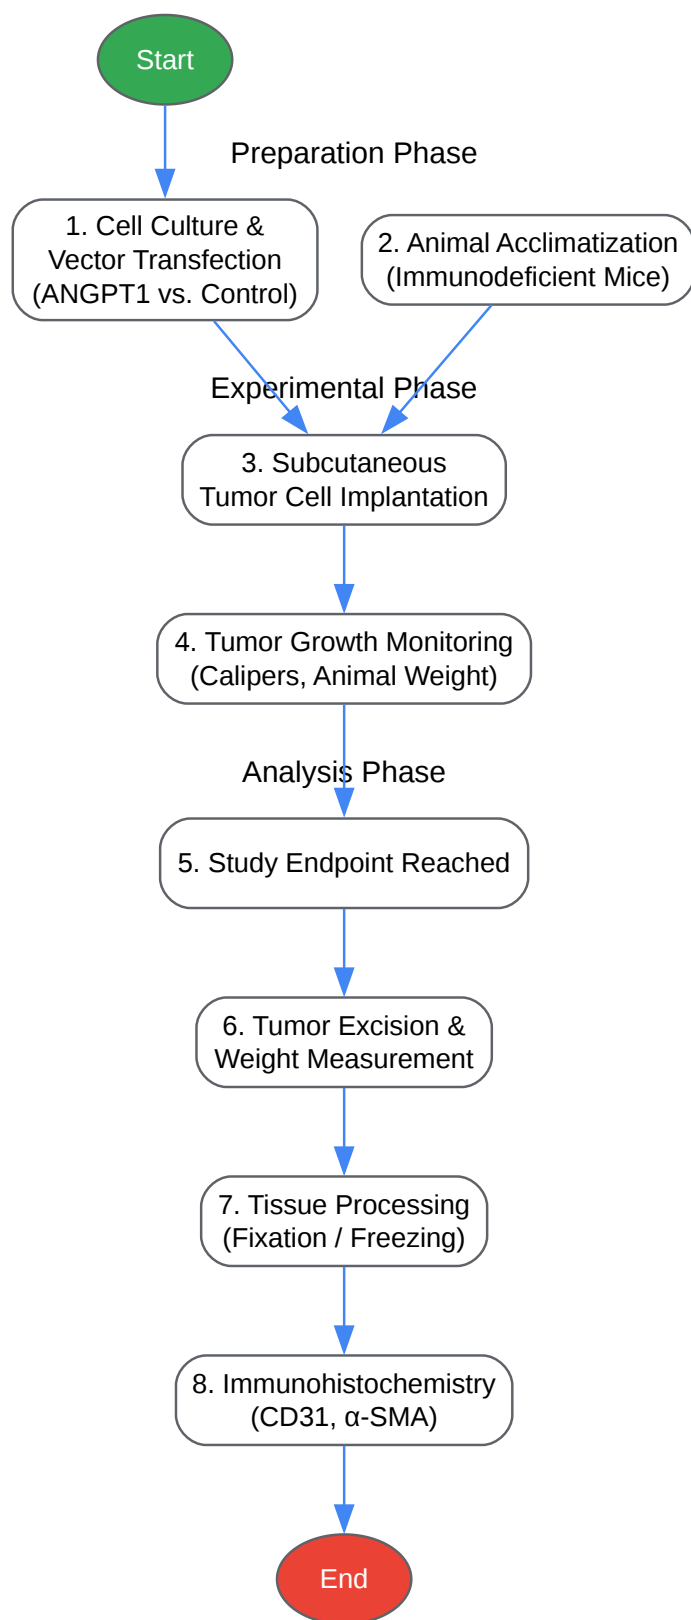 Start
Preparation Phase
1. Cell Culture &
Vector Transfection
(ANGPT1 vs. Control)
2. Animal Acclimatization
(Immunodeficient Mice)
Experimental Phase
3. Subcutaneous
Tumor Cell Implantation
4. Tumor Growth Monitoring
(Calipers, Animal Weight)
Analysis Phase
5. Study Endpoint Reached
6. Tumor Excision &
Weight Measurement
7. Tissue Processing
(Fixation / Freezing)
8. Immunohistochemistry
(CD31, α-SMA)
End